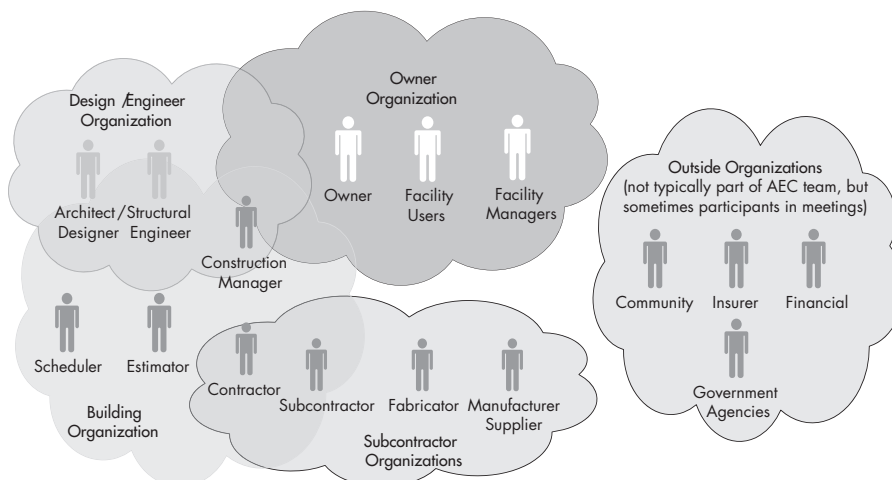 Design /Engineer
Organization
Architect/
Designer
Structural
Engineer
Construction
Manager
Owner
Organization
Owner
Facility
Users
Facility
Managers
Outside Organizations
(not typically part of AEC team, but
sometimes participants in meetings)
Community
Insurer
Financial
Government
Agencies
Scheduler
Estimator
Building
Organization
Contractor
Subcontractor
Fabricator
Manufacturer
Supplier
Subcontractor
Organizations